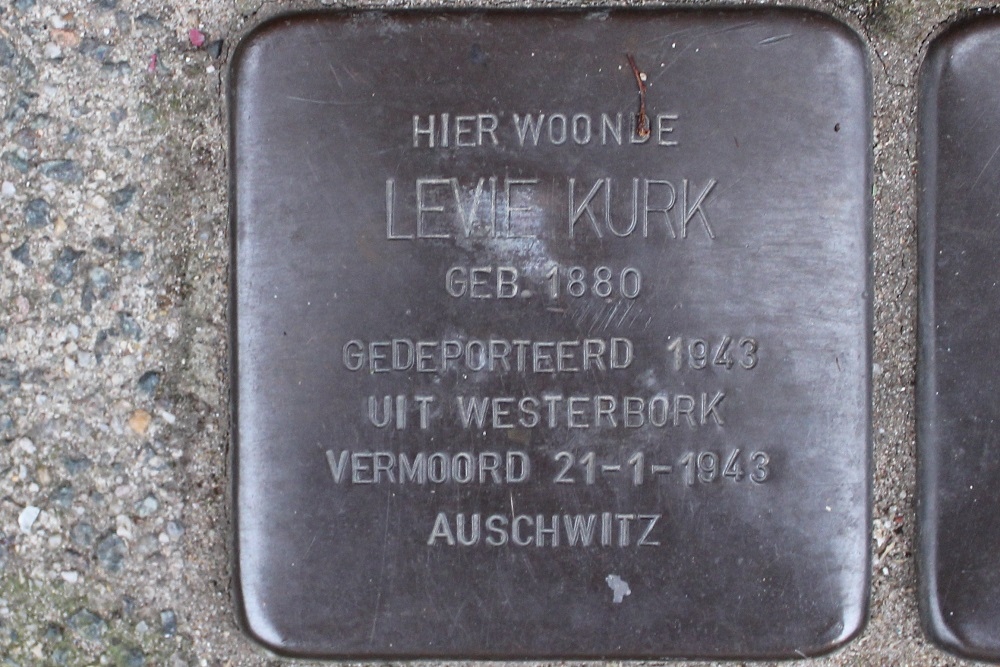 HIER WOONDE
LEVIE KURK
GEB. 1880
GEDEPORTEERD 1943
UIT WESTERBORK
VERMOORD 21-1-1943
AUSCHWITZ